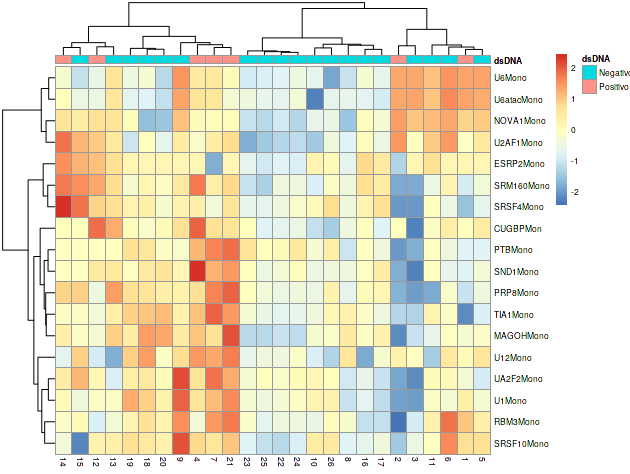 dsDNA
U6Mono
U6atacMono
NOVA1Mono
U2AF1Mono
ESRP2Mono
SRM160Mono
SRSF4Mono
CUGBPMon
PTBMono
SND1Mono
PRP8Mono
TIA1Mono
MAGOHMono
U12Mono
UA2F2Mono
U1Mono
RBM3Mono
SRSF10Mono
14 15 12 13 19 18 20 9 4 7 21 23 25 22 24 10 26 8 16 17 2 3 11 6 1 5
2
1
0
-1
-2
dsDNA
Negativo
Positivo